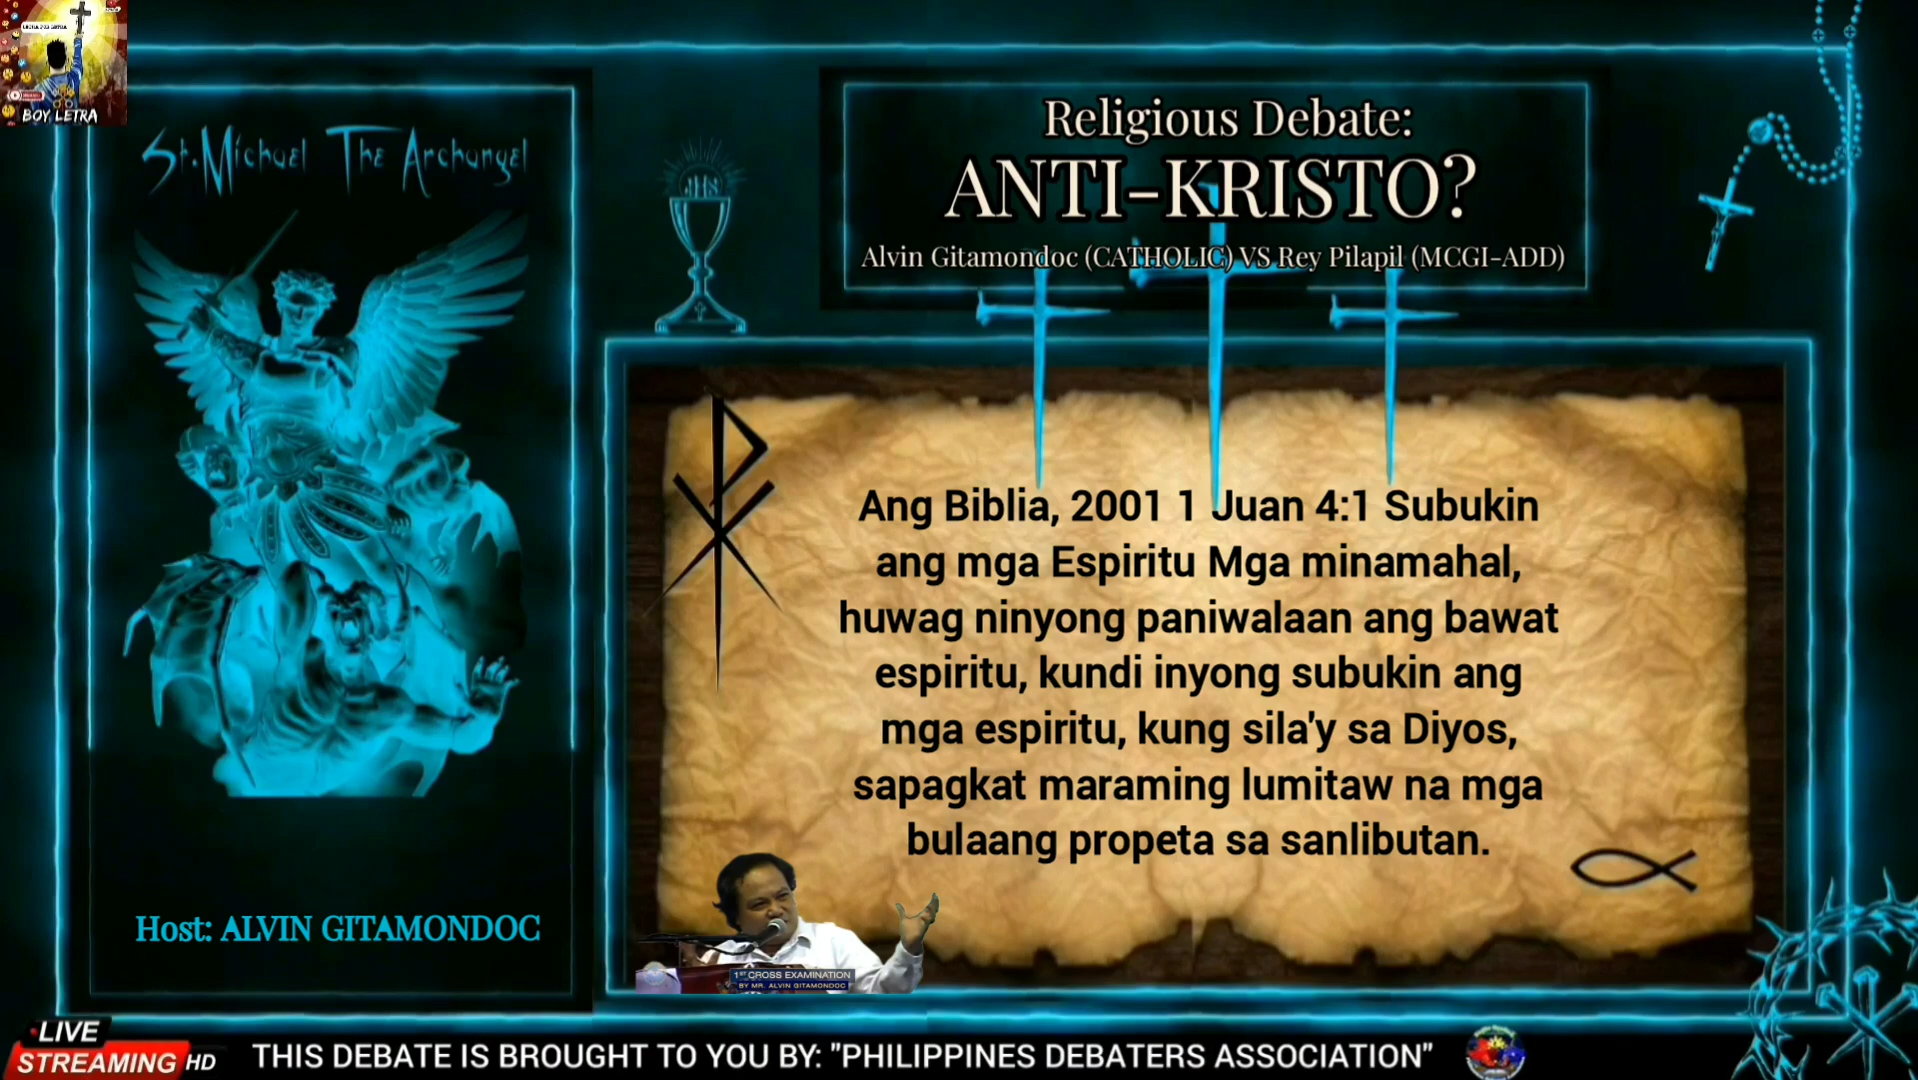 BOY LETRA
St.Michael The Archangel
IHS
Religious Debate:
ANTI-KRISTO?
Alvin Gitamondoc (CATHOLIC) VS Rey Pilapil (MCGI-ADD)
Ang Biblia, 2001 1 Juan 4:1 Subukin
ang mga Espiritu Mga minamahal,
huwag ninyong paniwalaan ang bawat
espiritu, kundi inyong subukin ang
mga espiritu, kung sila'y sa Diyos,
sapagkat maraming lumitaw na mga
bulaang propeta sa sanlibutan.
Host: ALVIN GITAMONDOC
1ST CROSS EXAMINATION
BY MR. ALVIN GITAMONDOC
LIVE
STREAMING HD
THIS DEBATE IS BROUGHT TO YOU BY: "PHILIPPINES DEBATERS ASSOCIATION"